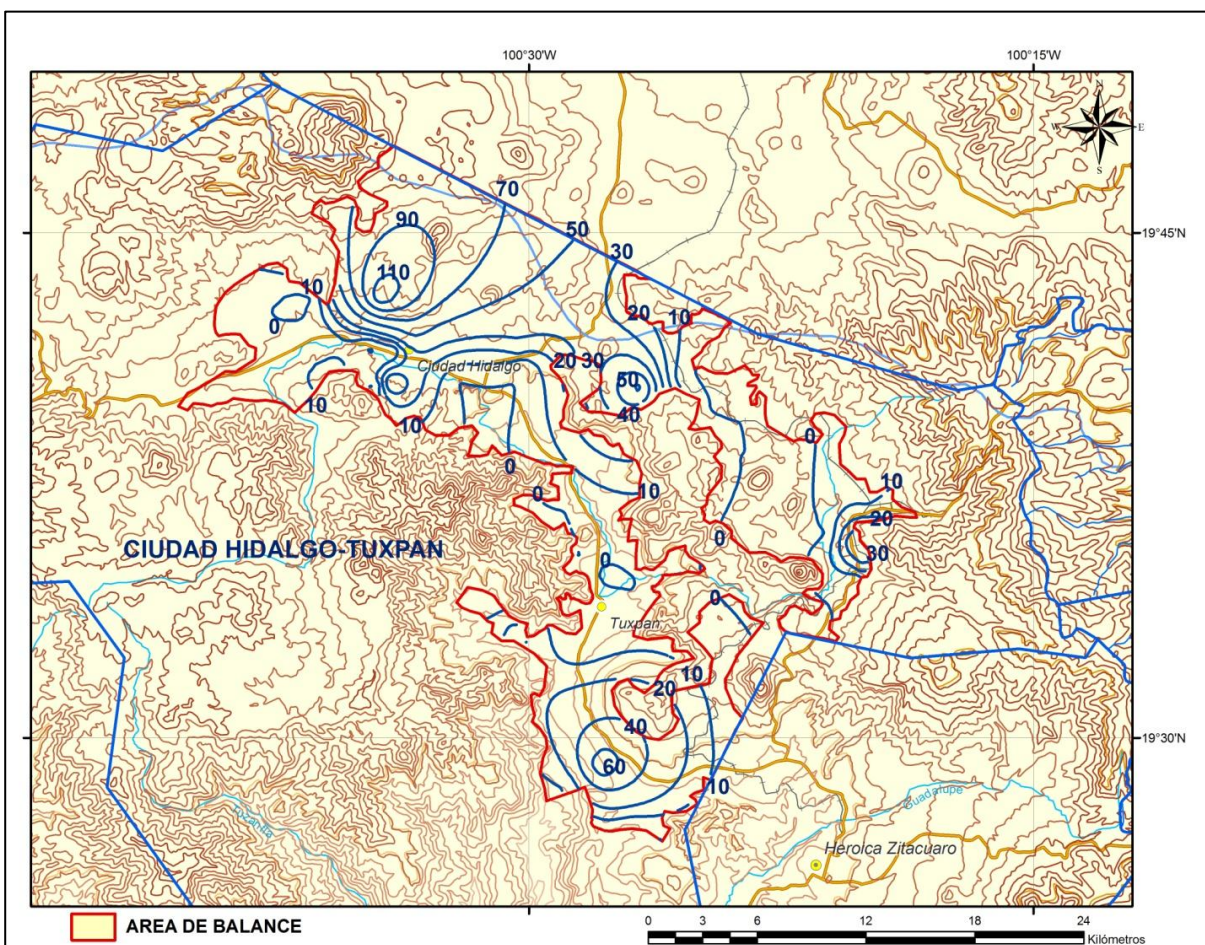 100°30'W
100°15'W
N
W
E
S
70
90
50
19°45'N
30
110
10
20
10
0
Ciudad Hidalgo
20
30
50
10
40
10
0
0
10
10
0
20
CIUDAD HIDALGO-TUXPAN
0
30
0
0
Tuxpan
10
20
40
19°30'N
60
10
Tuzantla
Guadalupe
Heroica Zitacuaro
AREA DE BALANCE
0
3
6
12
18
24
Kilómetros